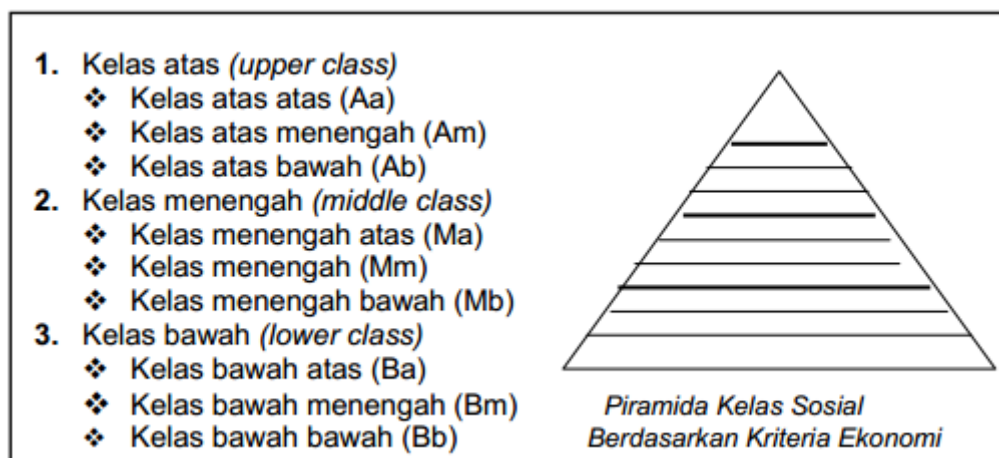 1. Kelas atas (upper class)
❖ Kelas atas atas (Aa)
❖ Kelas atas menengah (Am)
❖ Kelas atas bawah (Ab)
2. Kelas menengah (middle class)
❖ Kelas menengah atas (Ma)
❖ Kelas menengah (Mm)
❖ Kelas menengah bawah (Mb)
3. Kelas bawah (lower class)
❖ Kelas bawah atas (Ba)
❖ Kelas bawah menengah (Bm)
❖ Kelas bawah bawah (Bb)
Piramida Kelas Sosial
Berdasarkan Kriteria Ekonomi